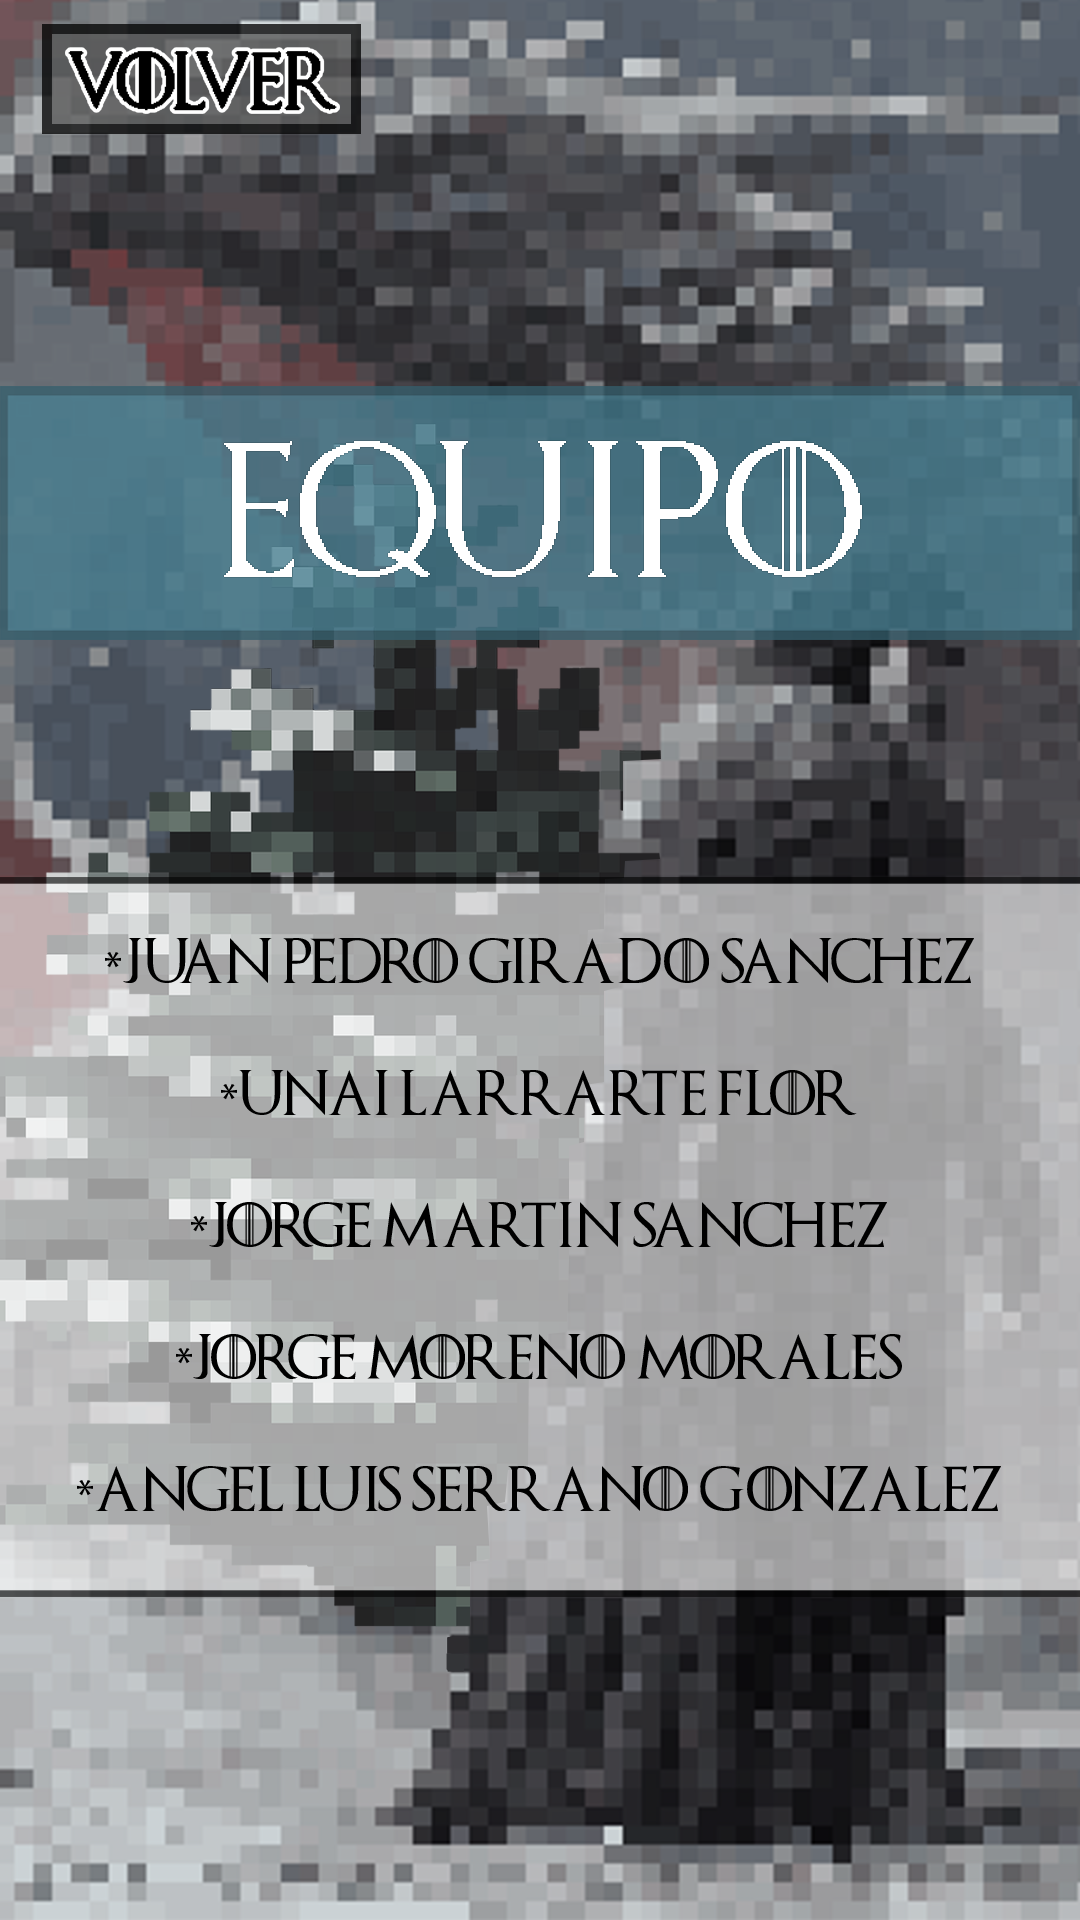 VOLVER
EQUIPO
*JUAN PEDRO GIRADO SANCHEZ
*UNAI LARRARTE FLOR
*JORGE MARTIN SANCHEZ
*JORGE MORENO MORALES
*ANGEL LUIS SERRANO GONZALEZ